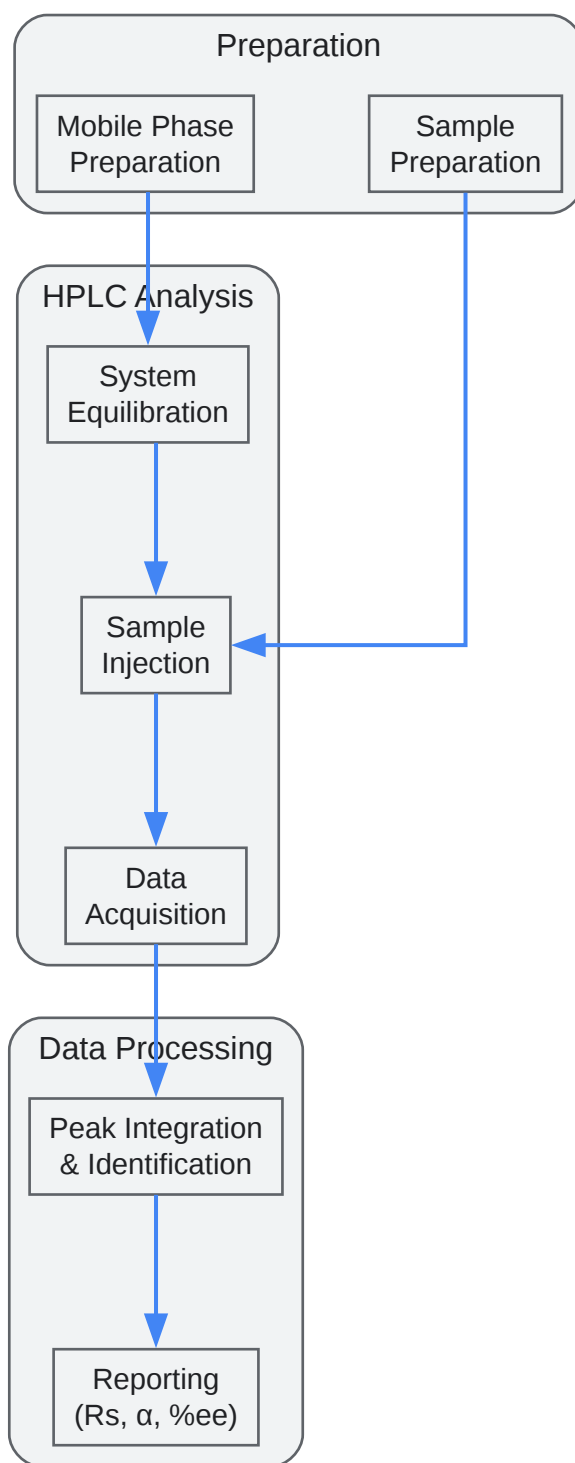 Preparation
Mobile Phase
Preparation
Sample
Preparation
HPLC Analysis
System
Equilibration
Sample
Injection
Data
Acquisition
Data Processing
Peak Integration
& Identification
Reporting
(Rs, α, %ee)